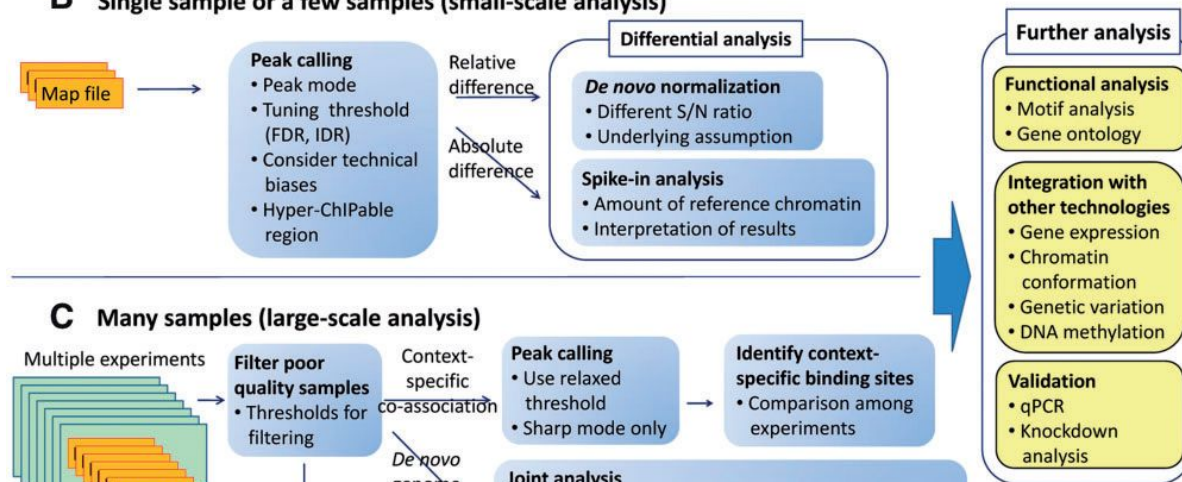 B Single sample or a few samples (small-scale analysis)
Map file
Peak calling
• Peak mode
• Tuning threshold
(FDR, IDR)
• Consider technical
biases
• Hyper-ChIPable
region
Relative
difference
Absolute
difference
Differential analysis
De novo normalization
• Different S/N ratio
• Underlying assumption
Spike-in analysis
• Amount of reference chromatin
• Interpretation of results
Further analysis
Functional analysis
• Motif analysis
• Gene ontology
Integration with
other technologies
• Gene expression
• Chromatin
conformation
• Genetic variation
• DNA methylation
Validation
• qPCR
• Knockdown
analysis
C Many samples (large-scale analysis)
Multiple experiments
Filter poor
quality samples
• Thresholds for
filtering
Context-
specific
co-association
Peak calling
• Use relaxed
threshold
• Sharp mode only
Identify context-
specific binding sites
• Comparison among
experiments
De novo
genome
Joint analysis